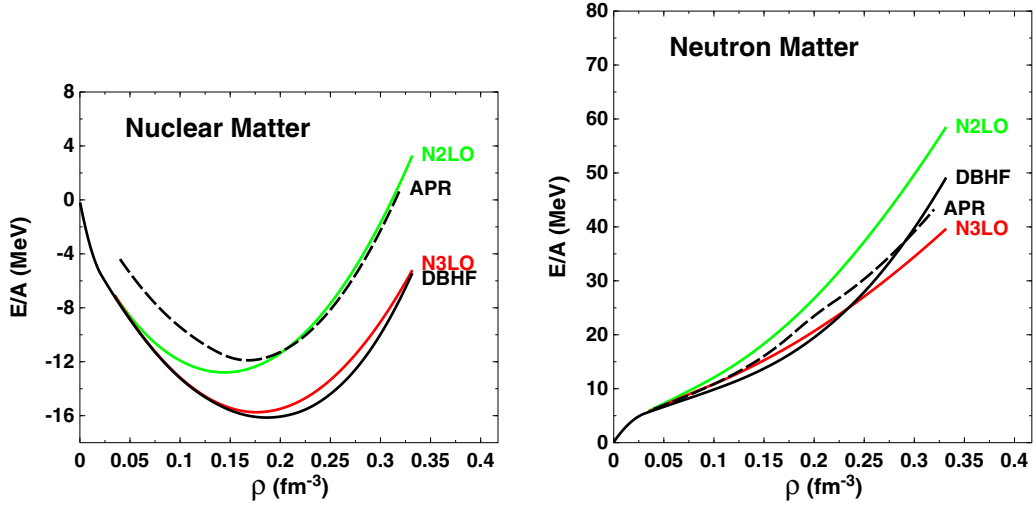 Nuclear Matter
E/A (MeV)
8
4
0
-4
-8
-12
-16
0 0.05 0.1 0.15 0.2 0.25 0.3 0.35 0.4
ρ (fm-3)
N2LO
APR
N3LO
DBHF
Neutron Matter
E/A (MeV)
80
70
60
50
40
30
20
10
0
0 0.05 0.1 0.15 0.2 0.25 0.3 0.35 0.4
ρ (fm-3)
N2LO
DBHF
APR
N3LO